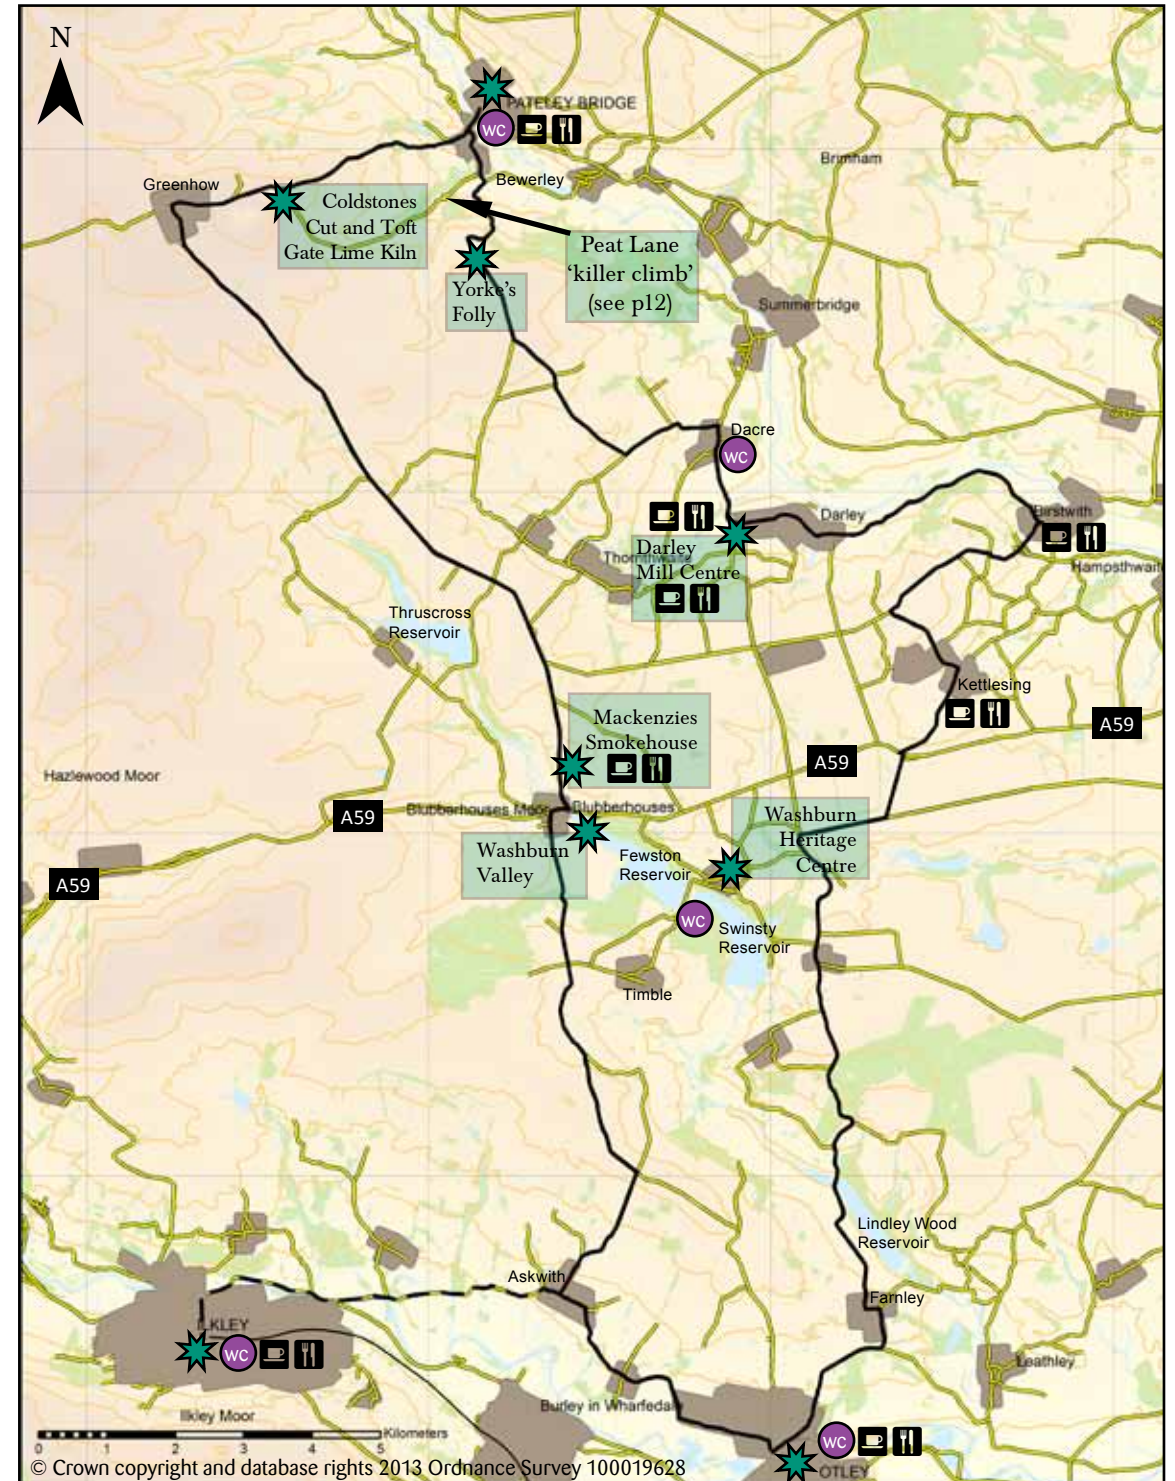 N
PATELEY BRIDGE
WC
Brimham
Greenhow
Bewerley
Coldstones
Cut and Toft
Gate Lime Kiln
Peat Lane
‘killer climb’
(see p12)
Yorke's
Folly
Summerbridge
Dacre
WC
Darley
Birstwith
Darley
Mill Centre
Thornthwaite
Hampsthwait
Thruscross
Reservoir
Kettlesing
Mackenzies
Smokehouse
A59
A59
Hazlewood Moor
A59
Blubberhouses Moor
Blubberhouses
Washburn
Heritage
Centre
Washburn
Valley
Fewston
Reservoir
A59
WC
Swinsty
Reservoir
Timble
Lindley Wood
Reservoir
Askwith
Farnley
ILKLEY
WC
Leathley
Burley in Wharfedale
Ilkley Moor
Kilometers
0 1 2 3 4 5
WC
OTLEY
© Crown copyright and database rights 2013 Ordnance Survey 100019628